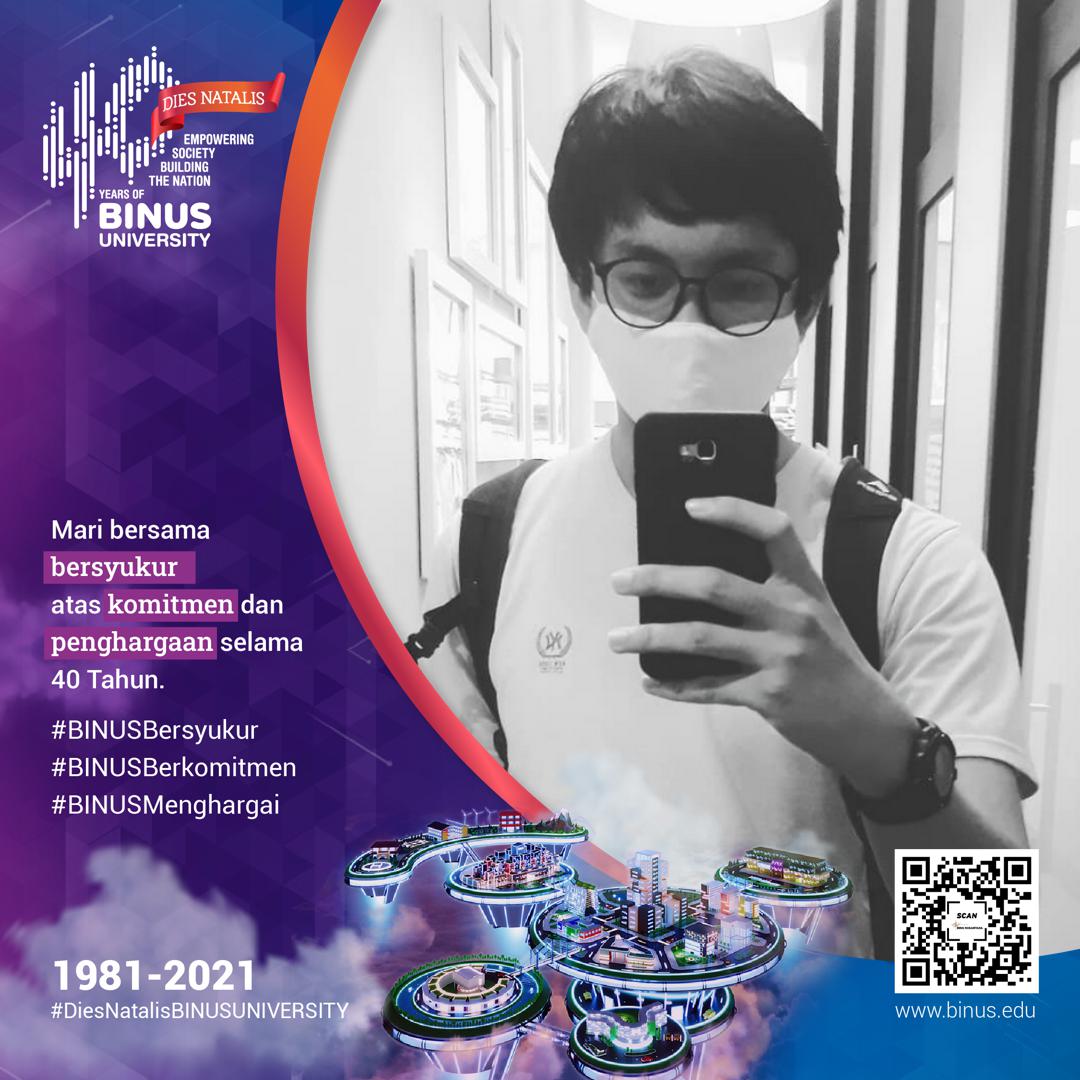 DIES NATALIS
EMPOWERING
SOCIETY
BUILDING
THE NATION
YEARS OF
BINUS
UNIVERSITY
Mari bersama
bersyukur
atas komitmen dan
penghargaan selama
40 Tahun.
#BINUSBersyukur
#BINUSBerkomitmen
#BINUSMenghargai
1981-2021
#DiesNatalisBINUSUNIVERSITY
SCAN
www.binus.edu